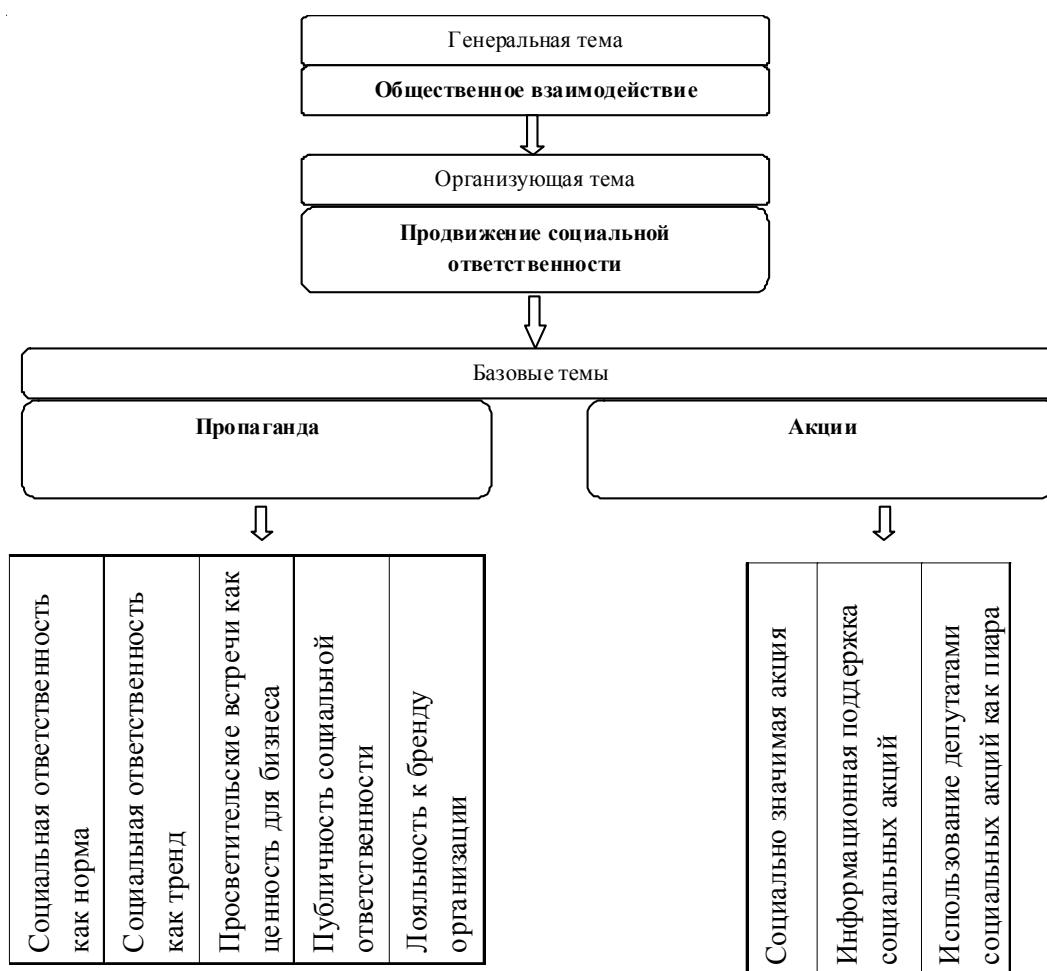 Генеральная тема
Общественное взаимодействие
Организующая тема
Продвижение социальной
ответственности
Базовые темы
Пропаганда
Акции
Социальная ответственность
как норма
Социальная ответственность
как тренд
Просветительские встречи как
ценность для бизнеса
Публичность социальной
ответственности
Лояльность к бренду
организации
Социально значимая акция
Информационная поддержка
социальных акций
Использование депутатами
социальных акций как пиара